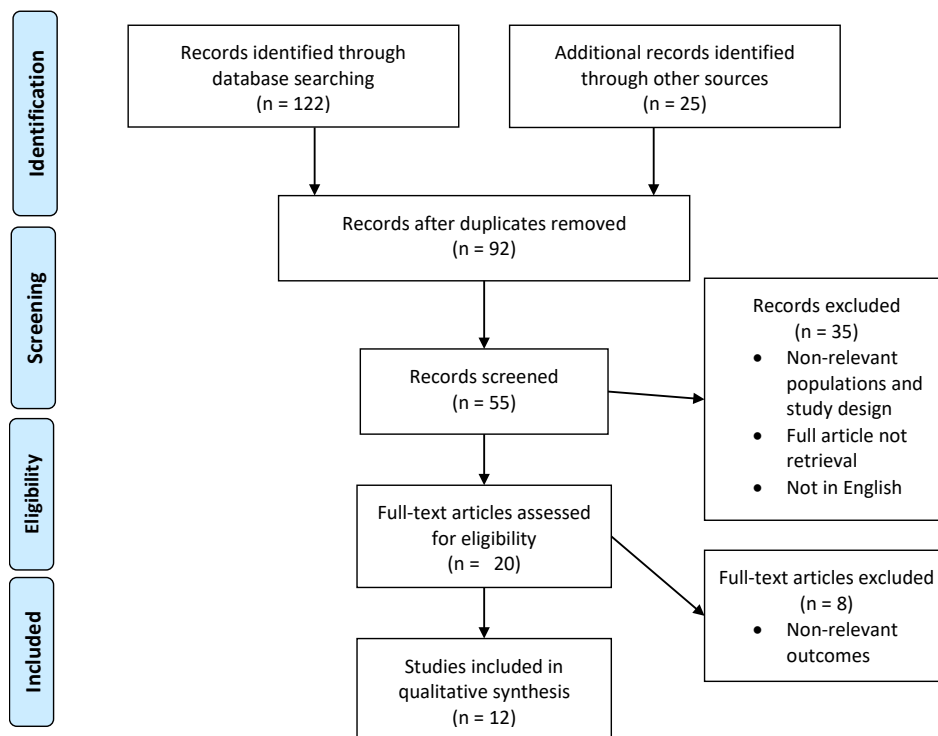 Identification
Records identified through
database searching
(n = 122)
Additional records identified
through other sources
(n = 25)
Records after duplicates removed
(n = 92)
Screening
Records screened
(n = 55)
Records excluded
(n = 35)
• Non-relevant
populations and
study design
• Full article not
retrieval
• Not in English
Eligibility
Full-text articles assessed
for eligibility
(n = 20)
Full-text articles excluded
(n = 8)
• Non-relevant
outcomes
Included
Studies included in
qualitative synthesis
(n = 12)